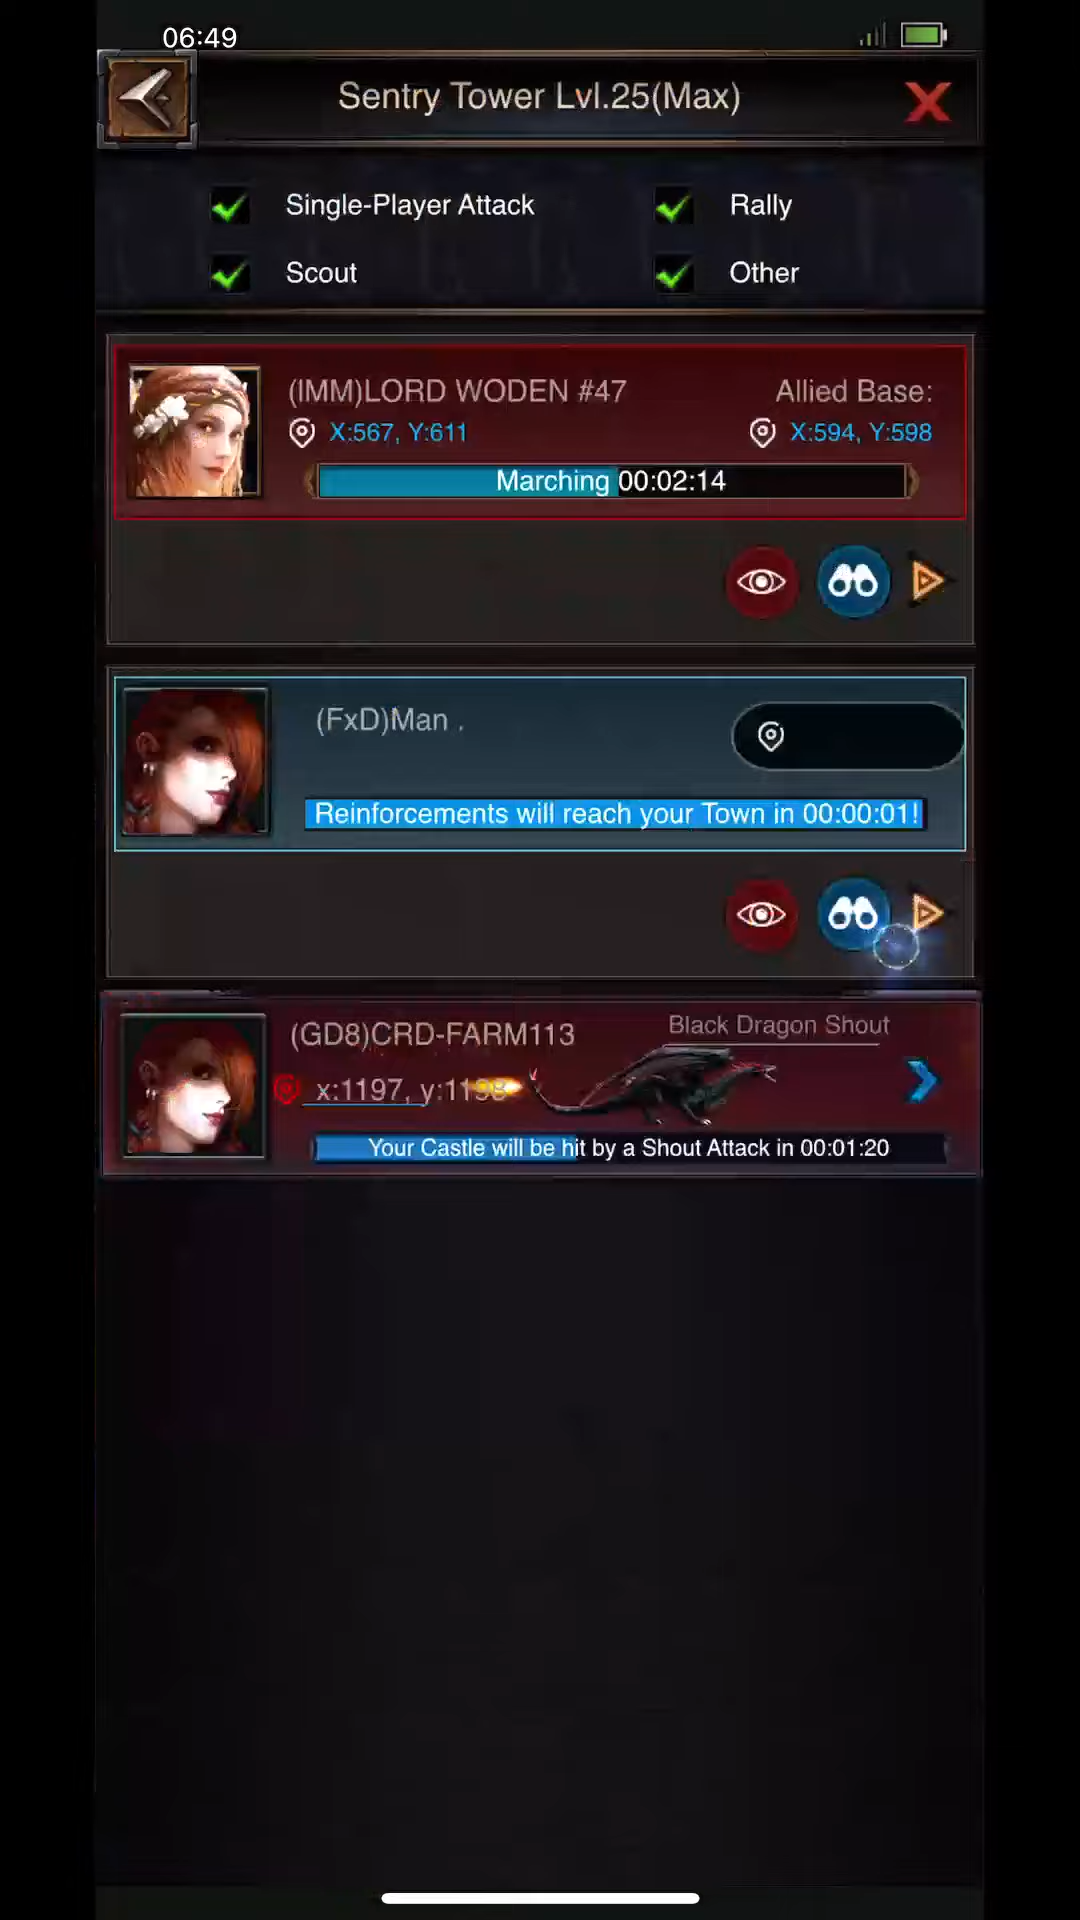 06:49
Sentry Tower Lvl.25(Max)
Single-Player Attack
Rally
Scout
Other
(IMM)LORD WODEN #47
Allied Base:
X:567, Y:611
X:594, Y:598
Marching 00:02:14
(FxD)Man .
Reinforcements will reach your Town in 00:00:01!
(GD8)CRD-FARM113
Black Dragon Shout
x:1197, y:1198
Your Castle will be hit by a Shout Attack in 00:01:20